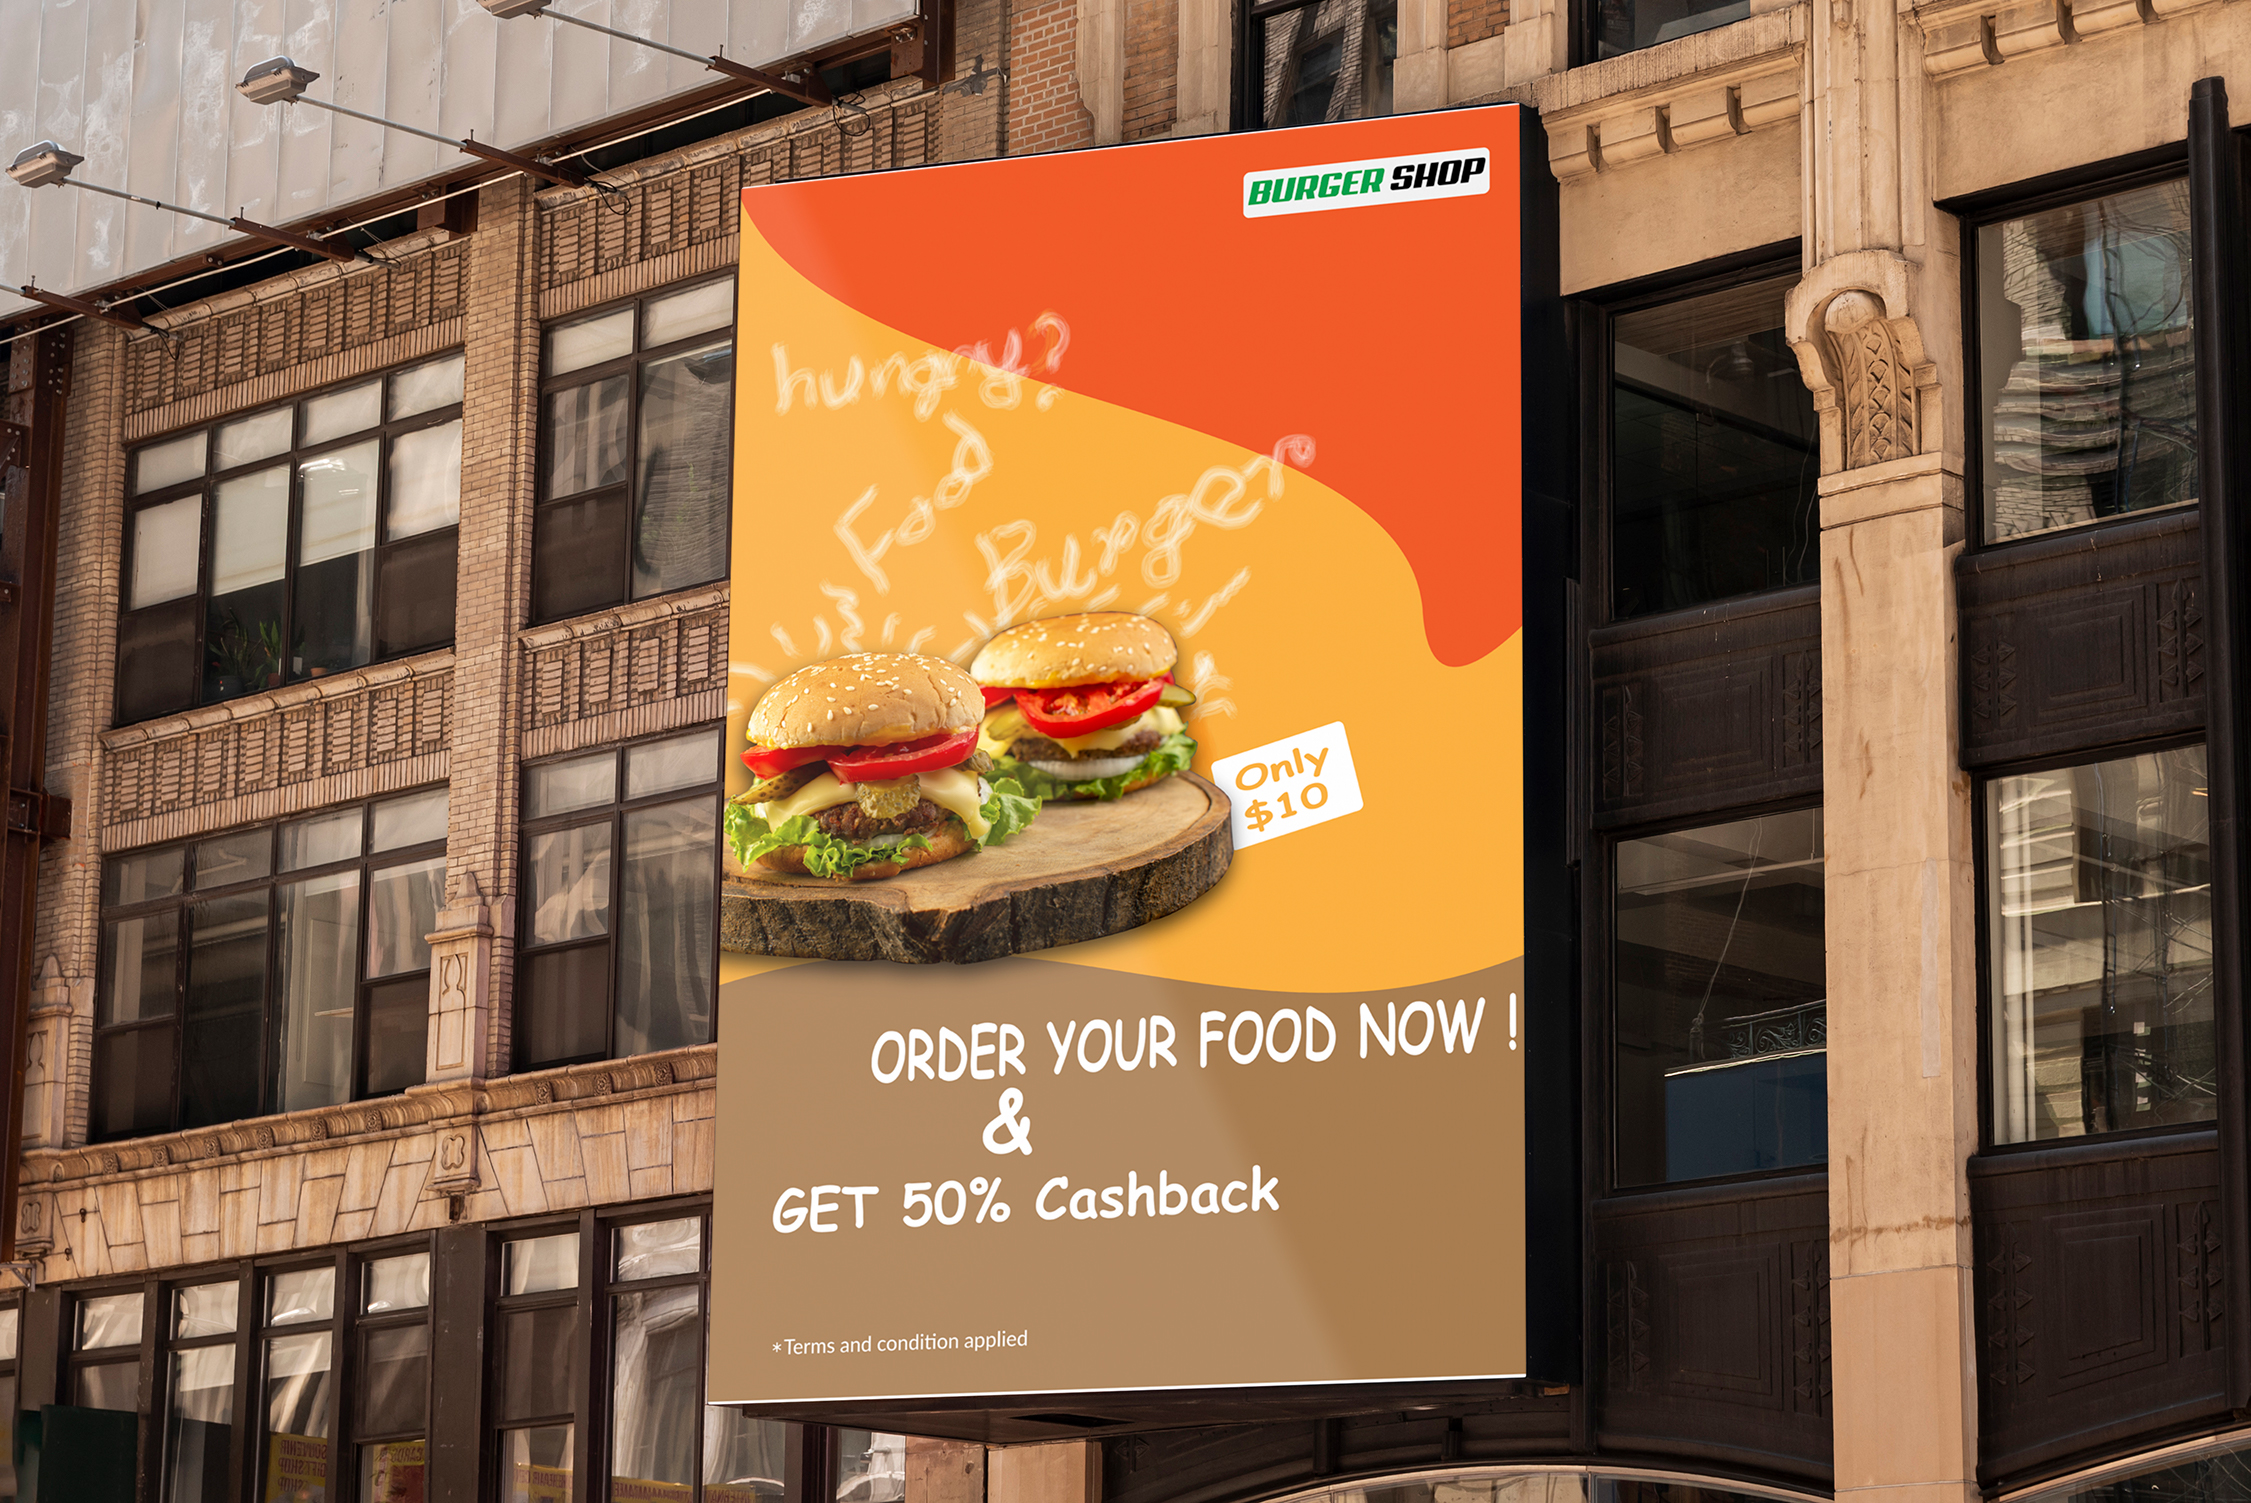 BURGER SHOP
hungry?
Food
Burger
Only
$10
ORDER YOUR FOOD NOW !
&
GET 50% Cashback
*Terms and condition applied